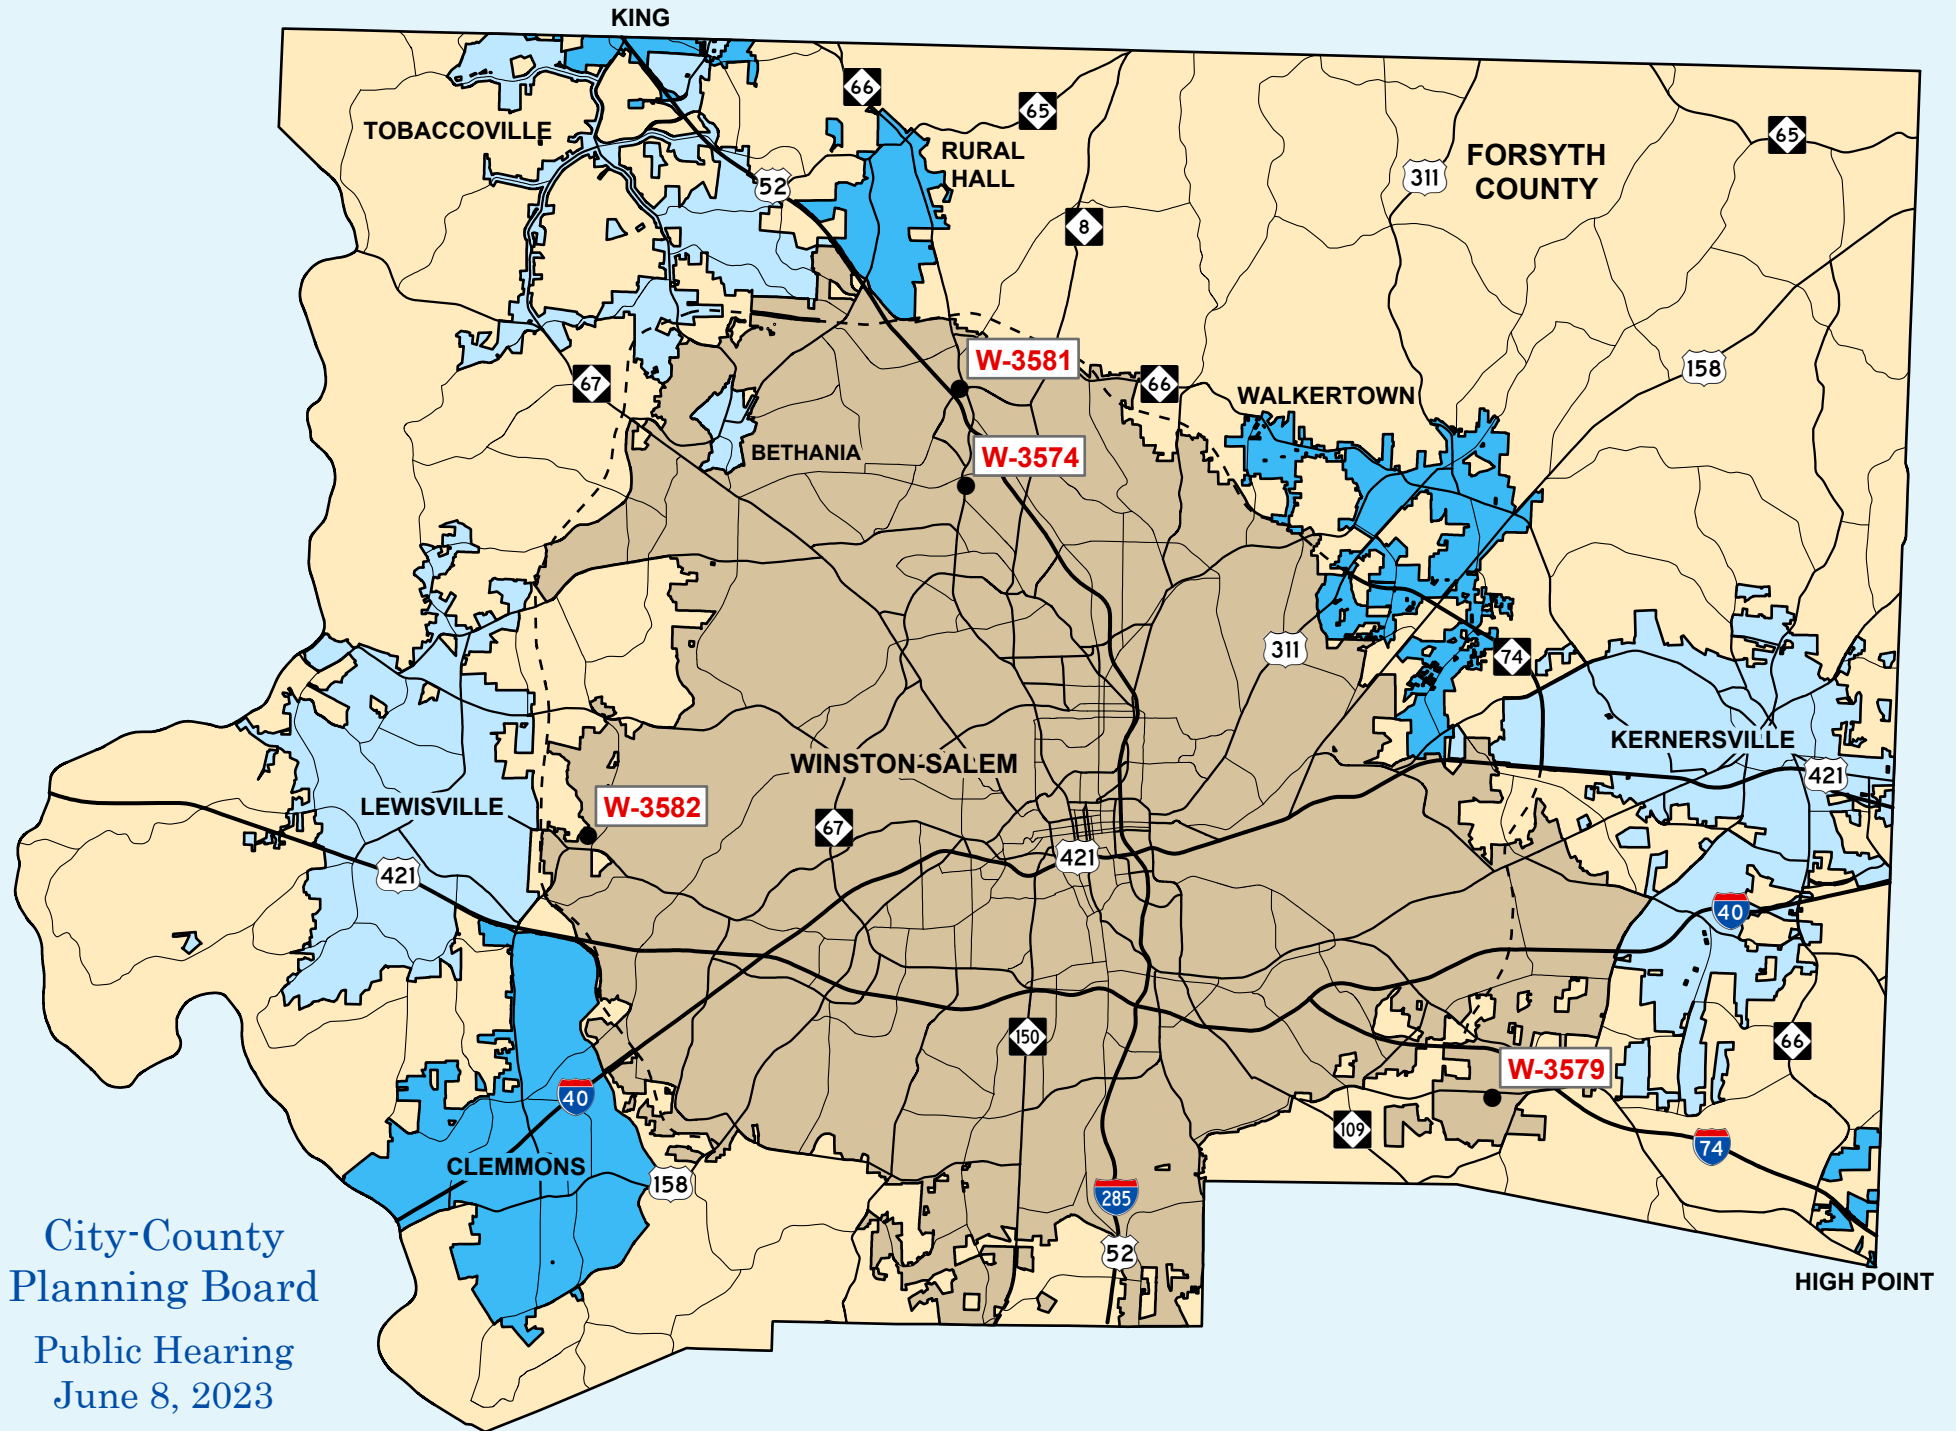 KING
66
65
TOBACCOVILLE
65
RURAL
HALL
FORSYTH
COUNTY
311
52
8
W-3581
158
67
66
WALKERTOWN
BETHANIA
W-3574
311
74
KERNERSVILLE
WINSTON-SALEM
421
LEWISVILLE
W-3582
67
421
421
40
150
66
W-3579
40
109
74
CLEMMONS
158
285
52
City-County
Planning Board
HIGH POINT
Public Hearing
June 8, 2023